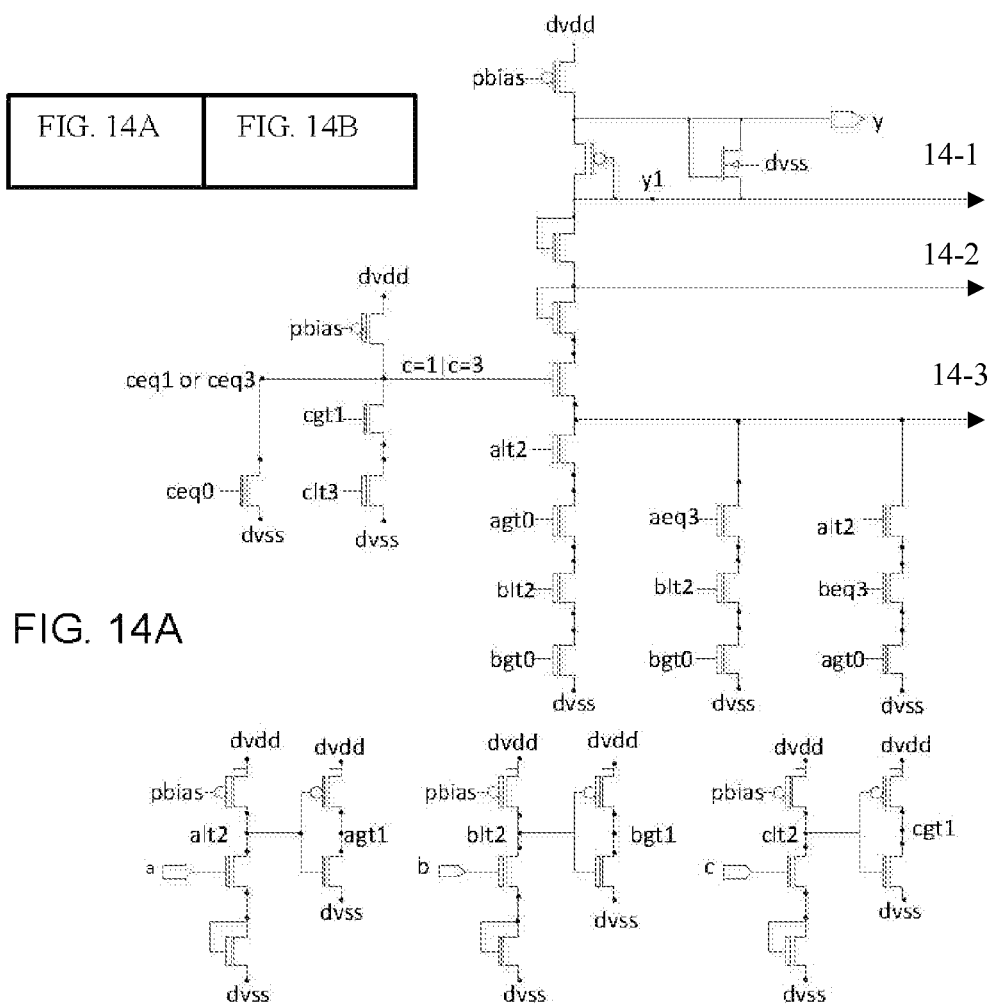 dvdd
pbias
FIG. 14A FIG. 14B
y
dvss
14-1
y1
14-2
dvdd
pbias
c=1|c=3
ceq1 or ceq3
14-3
cgt1
alt2
ceq0
clt3
dvss
dvss
agt0
aeq3
alt2
blt2
blt2
beq3
FIG. 14A
bgt0
bgt0
agt0
dvss
dvss
dvss
dvdd
dvdd
dvdd
dvdd
dvdd
dvdd
pbias
pbias
pbias
alt2
agt1
blt2
bgt1
clt2
cgt1
a
b
c
dvss
dvss
dvss
dvss
dvss
dvss